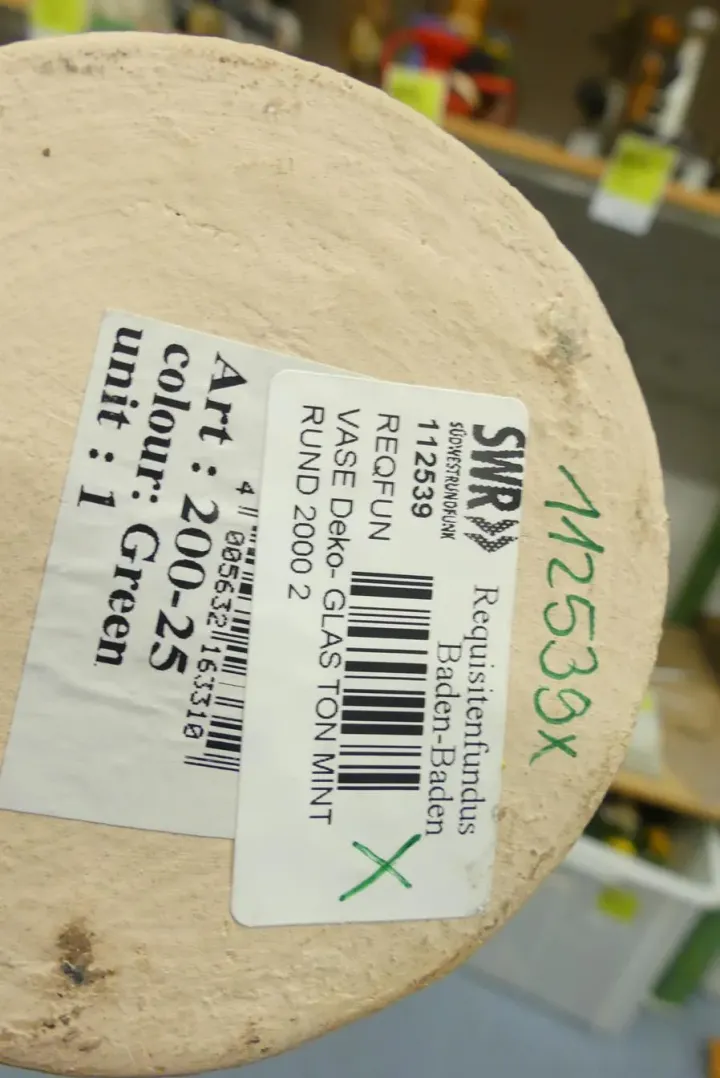 112539x
SWR»
SÜDWESTRUNDFUNK
Requisitenfundus
Baden-Baden
112539
REQFUN
VASE Deko- GLAS TON MINT
RUND 2000 2
X
4 005632 163310
Art : 200-25
colour: Green
unit : 1